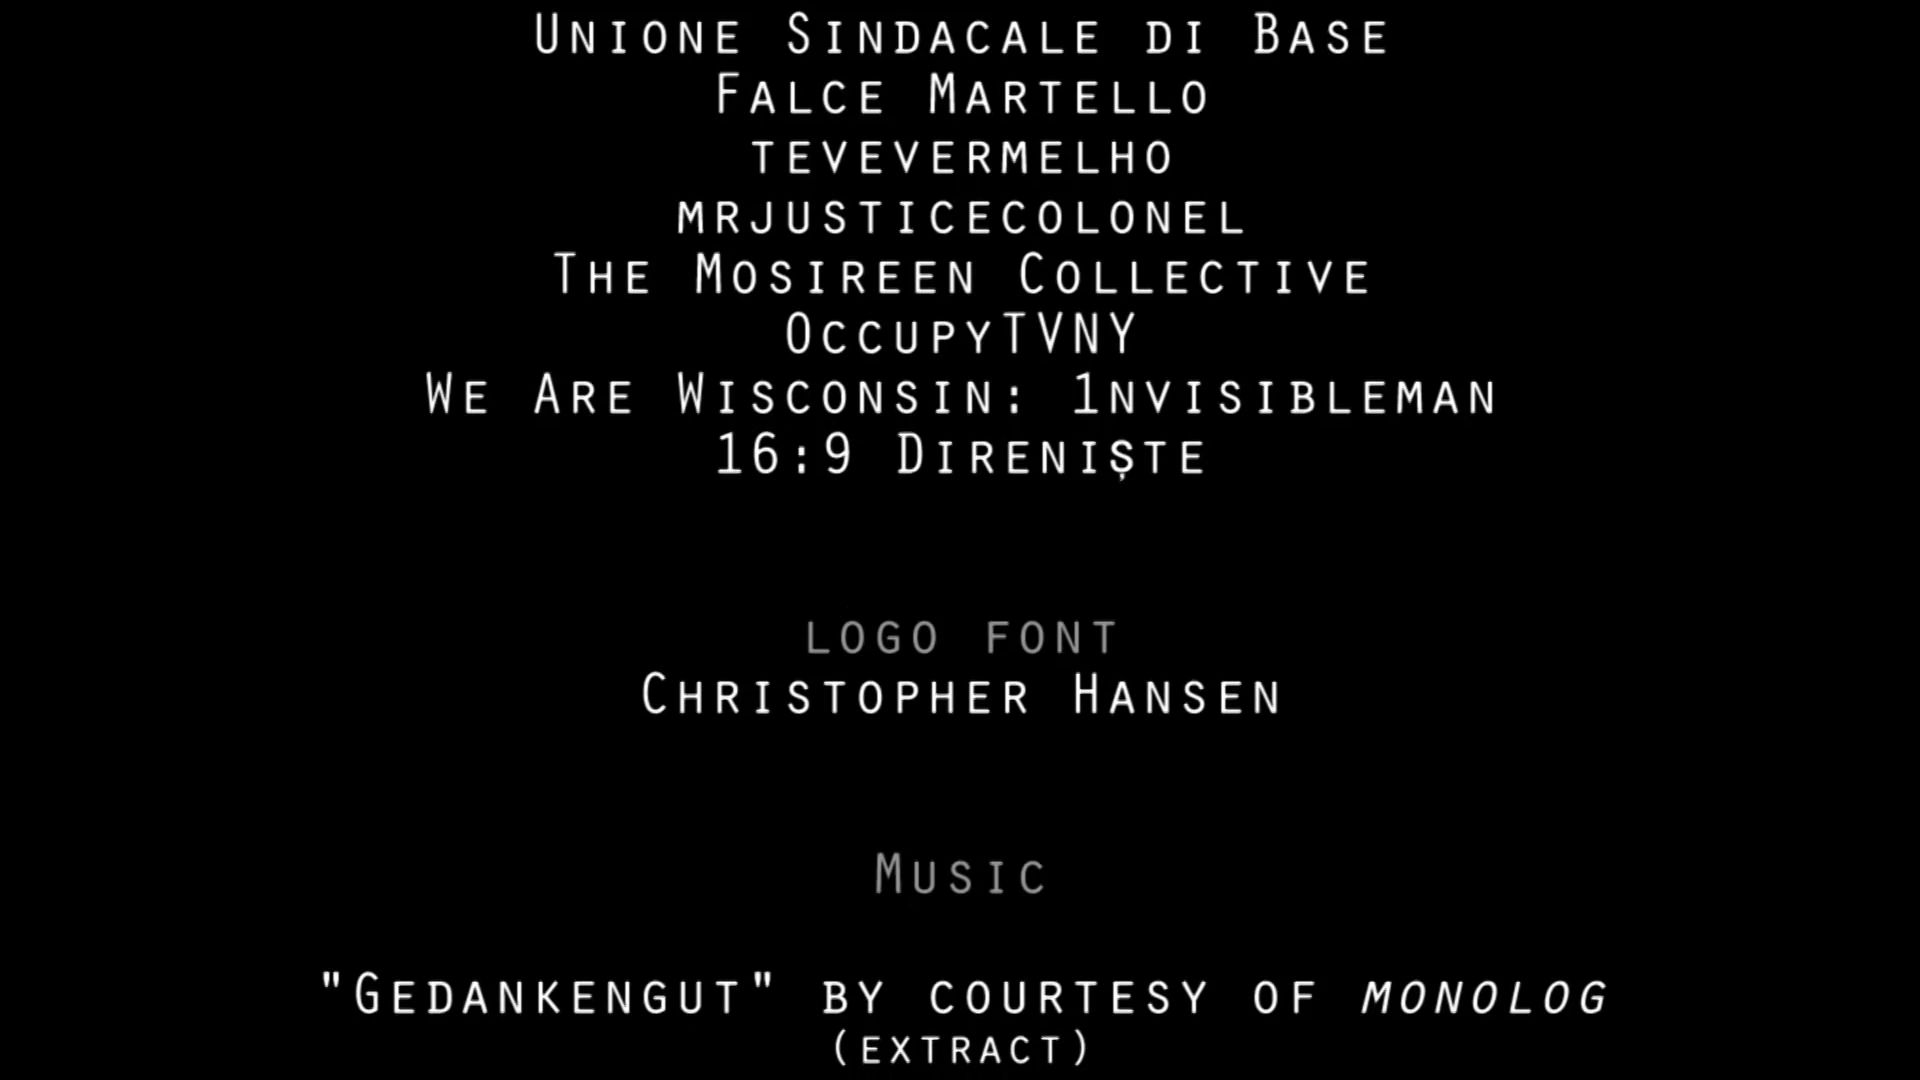 Unione Sindacale di Base
Falce Martello
tevevermelho
mrjusticecolonel
The Mosireen Collective
OccupyTVNY
We Are Wisconsin: 1nvisibleman
16:9 Direnişte
logo font
Christopher Hansen
Music
"Gedankengut" by courtesy of monolog
(extract)